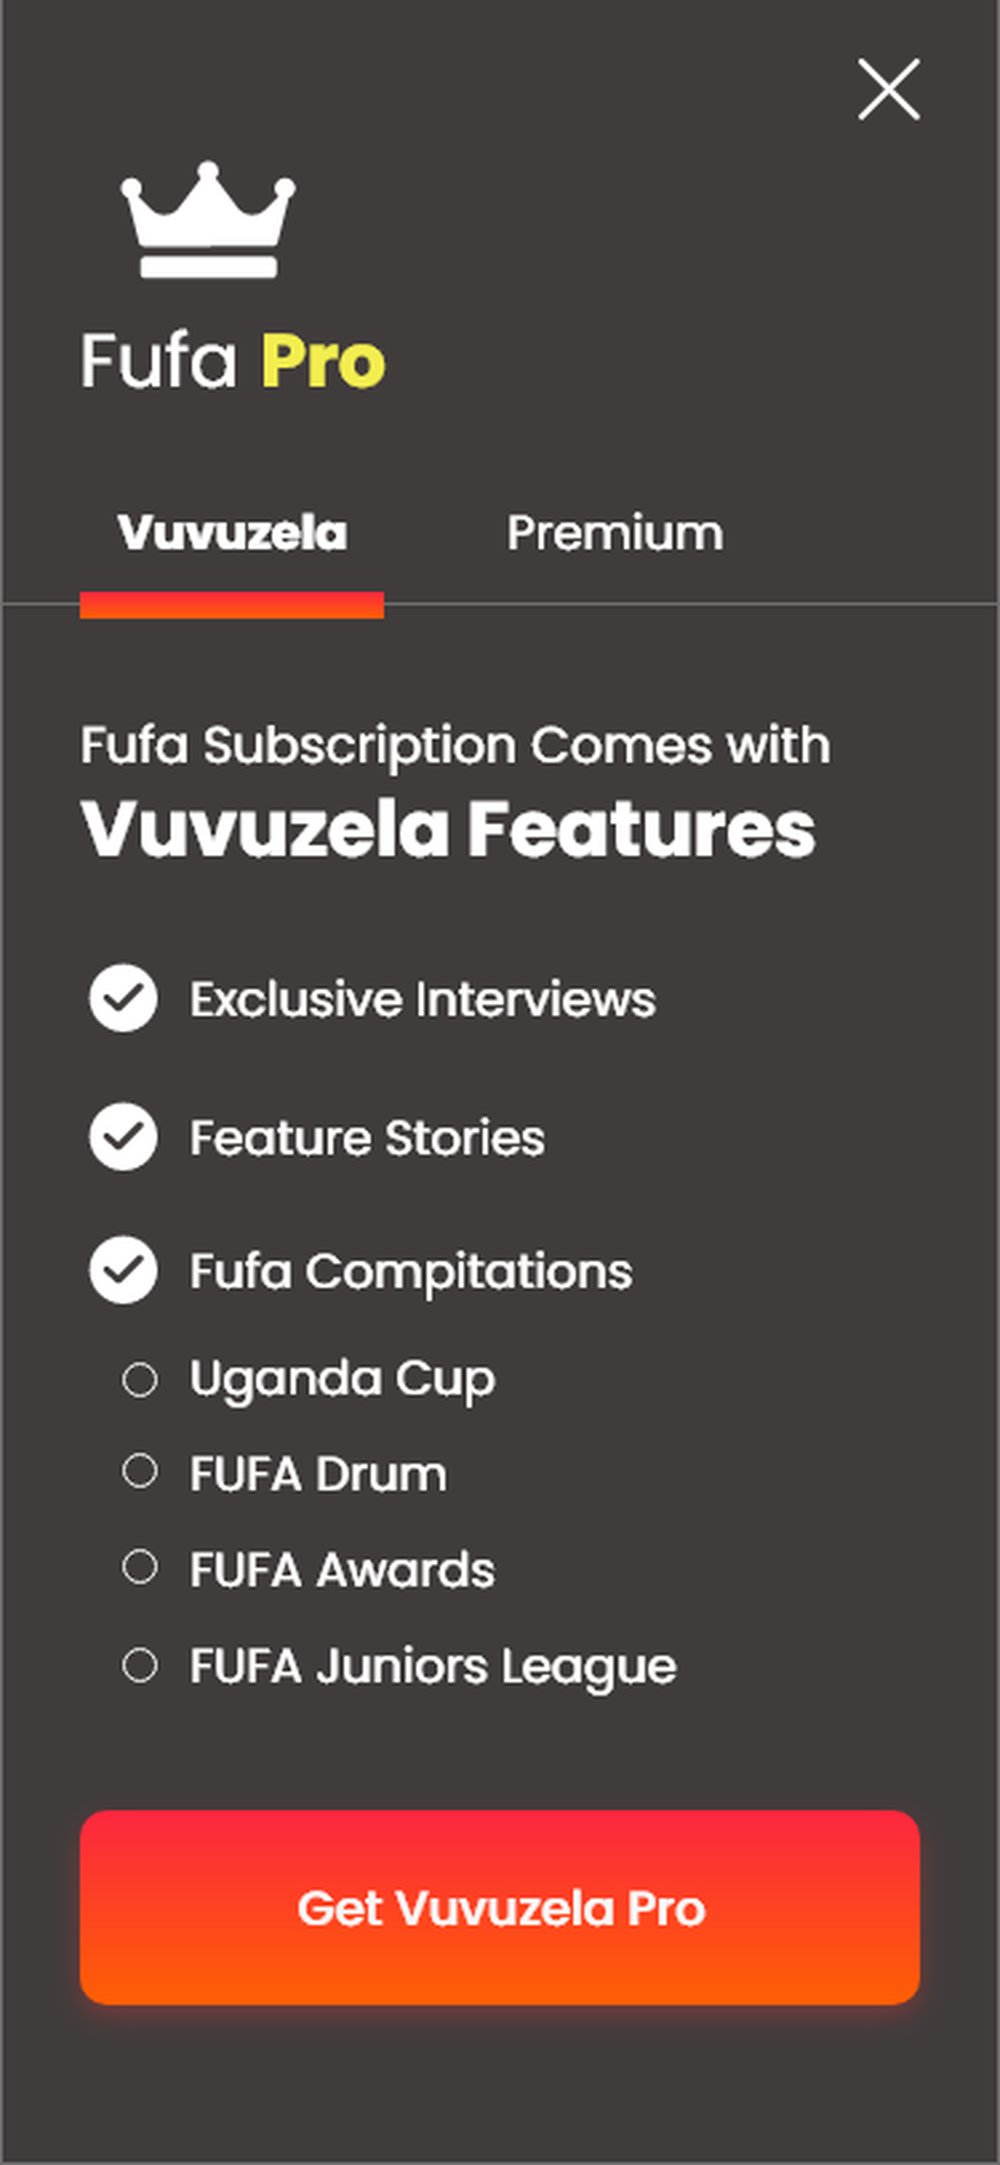 Fufa Pro
Vuvuzela Premium
Fufa Subscription Comes with
Vuvuzela Features
Exclusive Interviews
Feature Stories
Fufa Compitations
Uganda Cup
FUFA Drum
FUFA Awards
FUFA Juniors League
Get Vuvuzela Pro